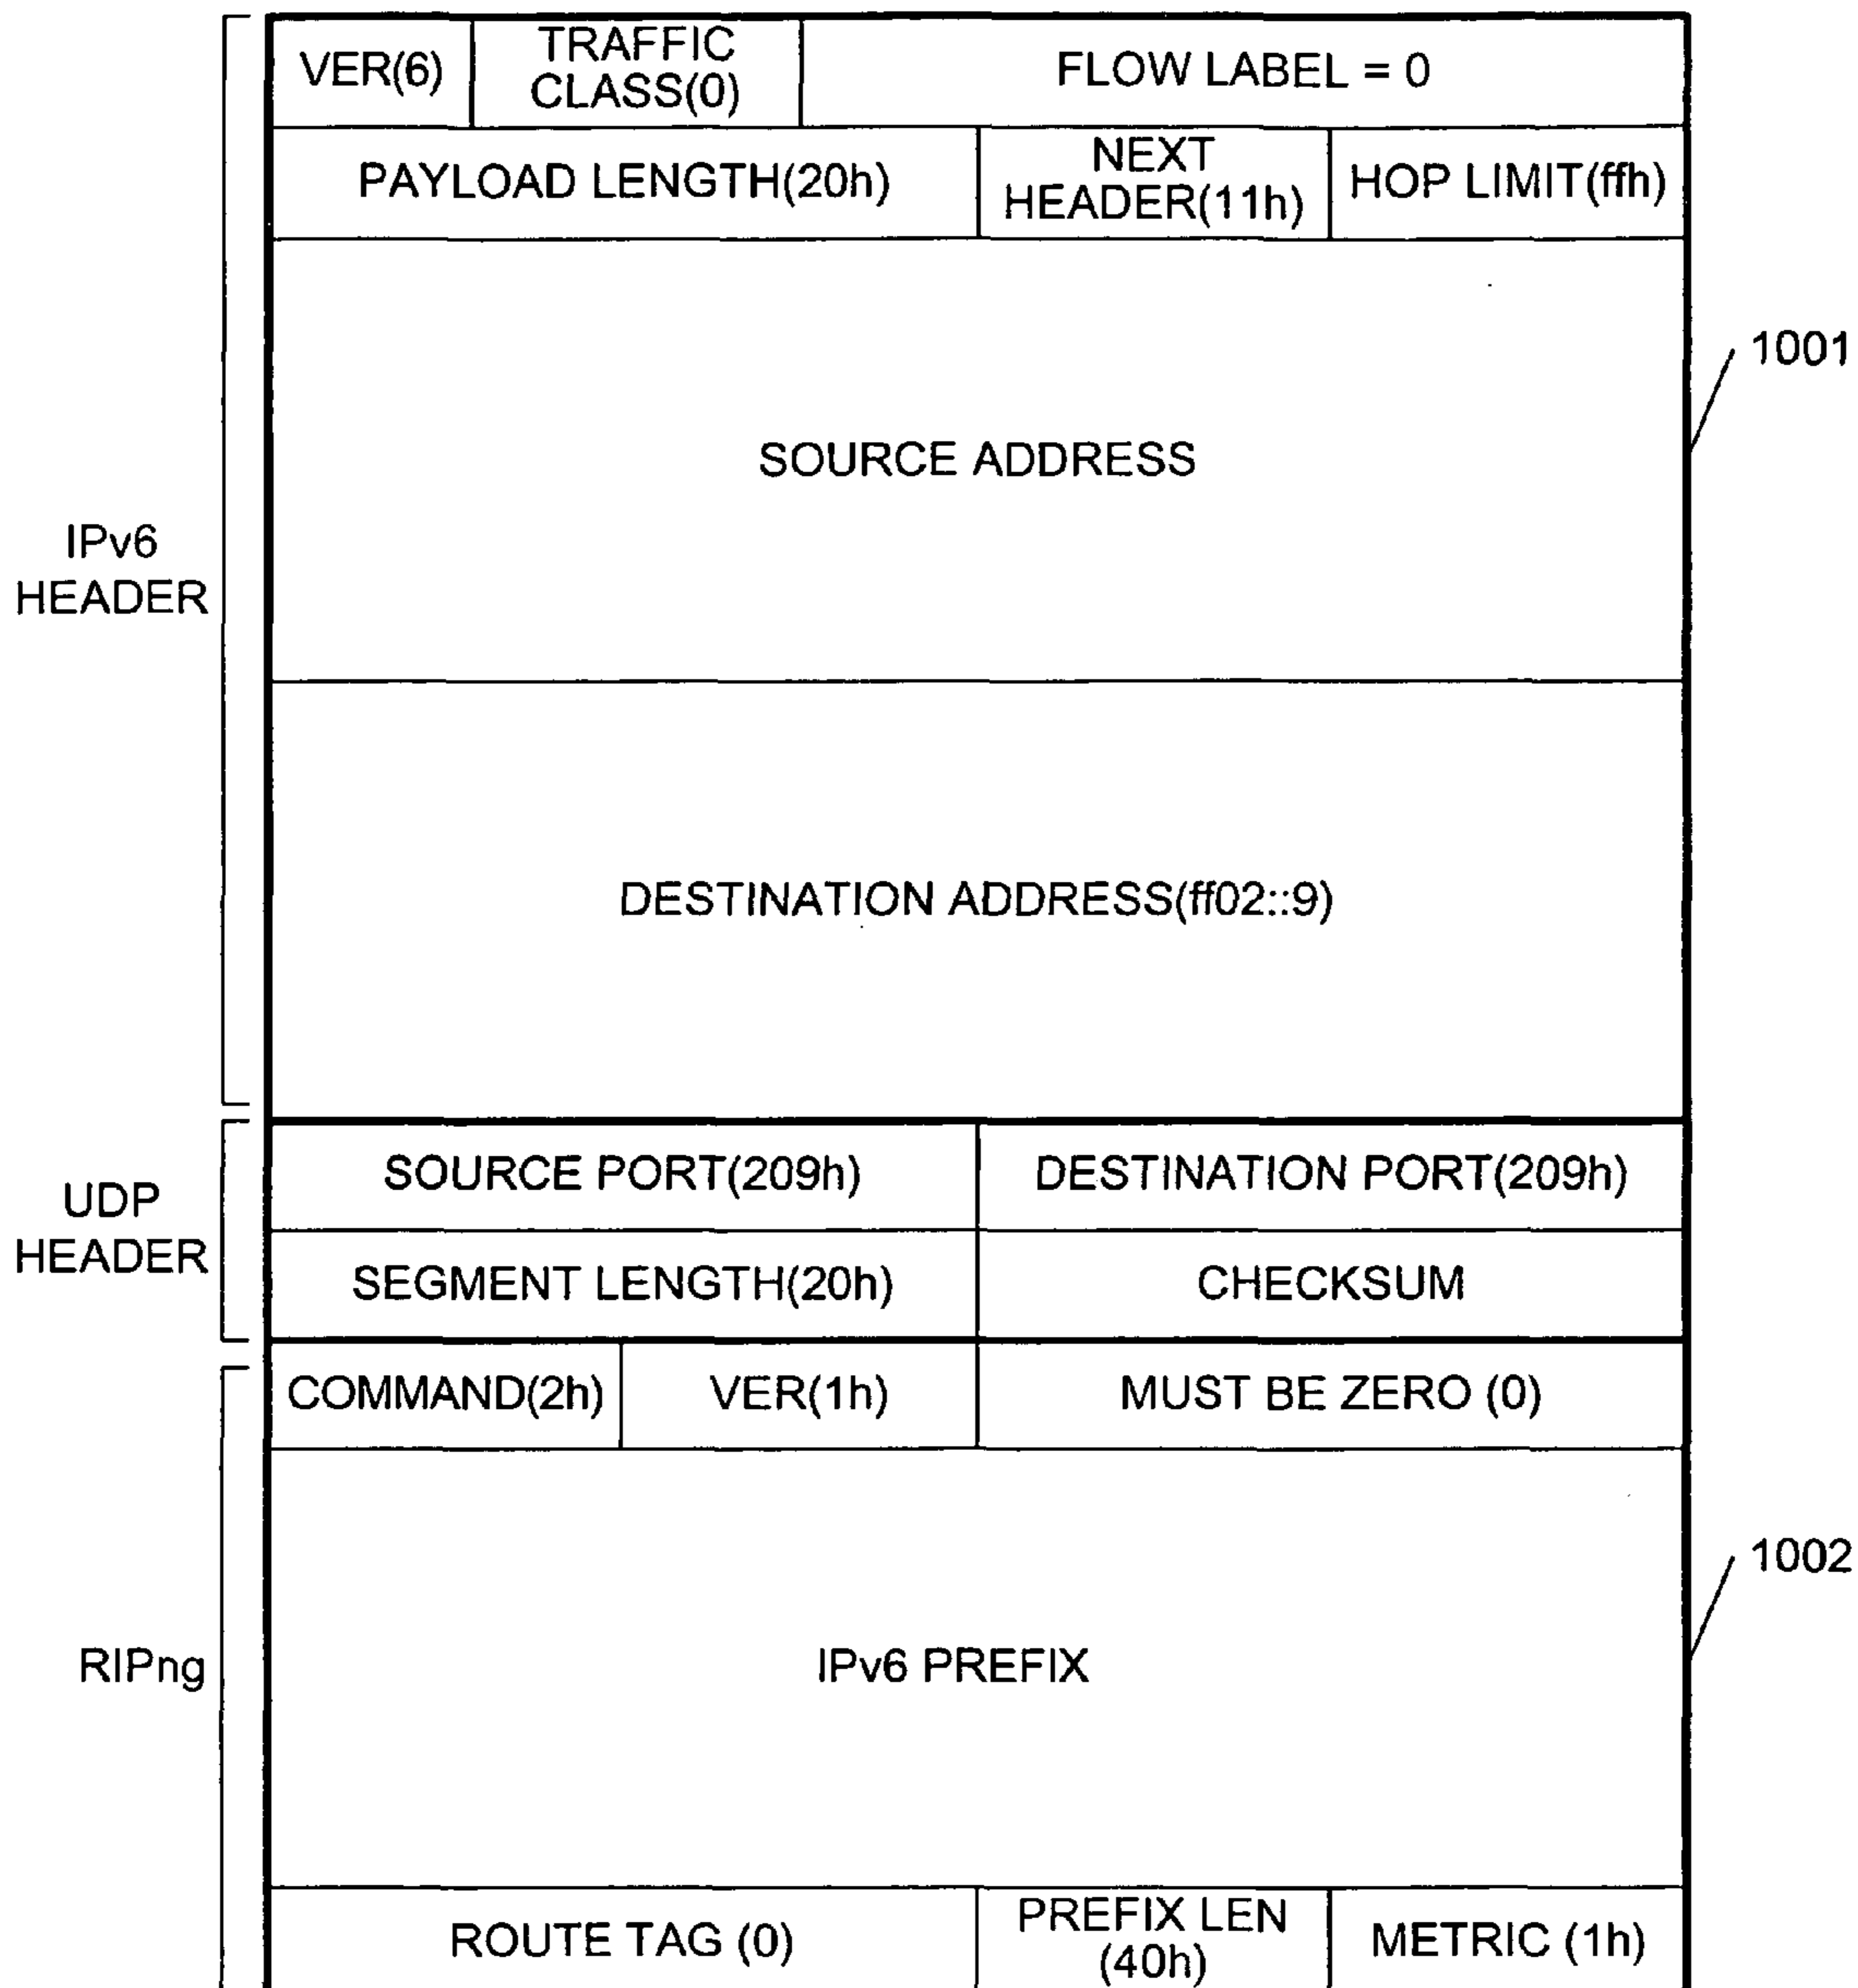 VER(6)
TRAFFIC
CLASS(0)
FLOW LABEL = 0
PAYLOAD LENGTH(20h)
NEXT
HEADER(11h)
HOP LIMIT(ffh)
1001
SOURCE ADDRESS
IPv6
HEADER
DESTINATION ADDRESS(ff02::9)
UDP
HEADER
SOURCE PORT(209h)
DESTINATION PORT(209h)
SEGMENT LENGTH(20h)
CHECKSUM
COMMAND(2h)
VER(1h)
MUST BE ZERO (0)
1002
RIPng
IPv6 PREFIX
ROUTE TAG (0)
PREFIX LEN
(40h)
METRIC (1h)